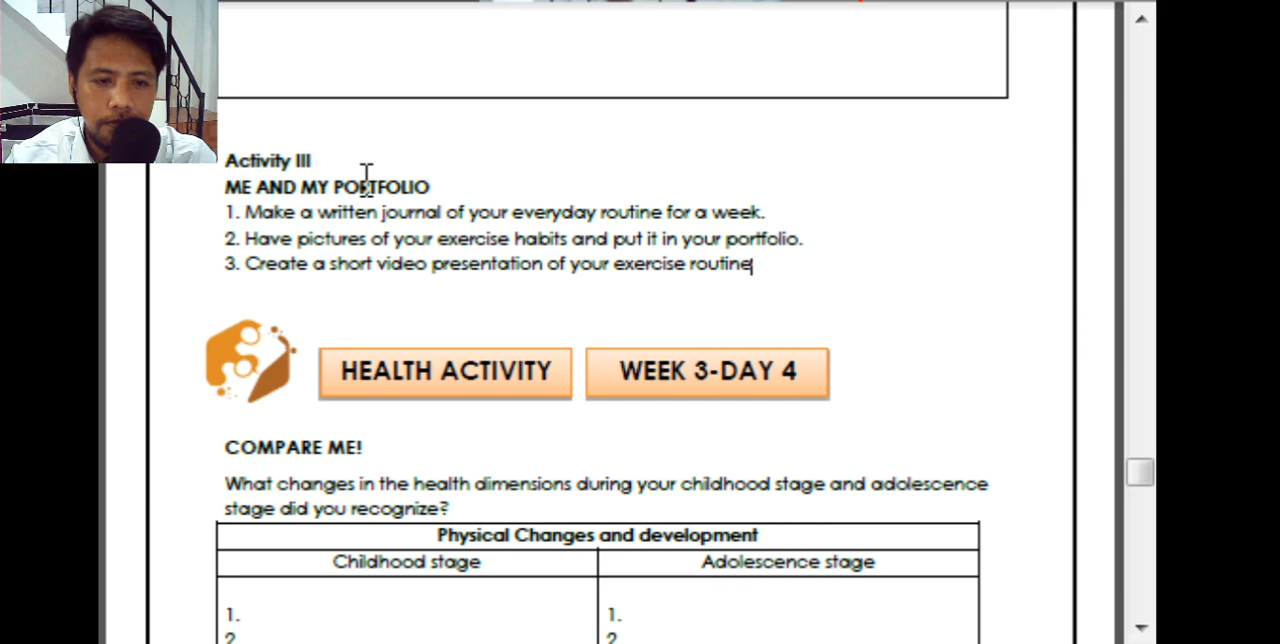 Activity III
ME AND MY PORTFOLIO
1. Make a written journal of your everyday routine for a week.
2. Have pictures of your exercise habits and put it in your portfolio.
3. Create a short video presentation of your exercise routine
HEALTH ACTIVITY WEEK 3-DAY 4
COMPARE ME!
What changes in the health dimensions during your childhood stage and adolescence
stage did you recognize?
Physical Changes and development
Childhood stage Adolescence stage
1. 1.
2 2